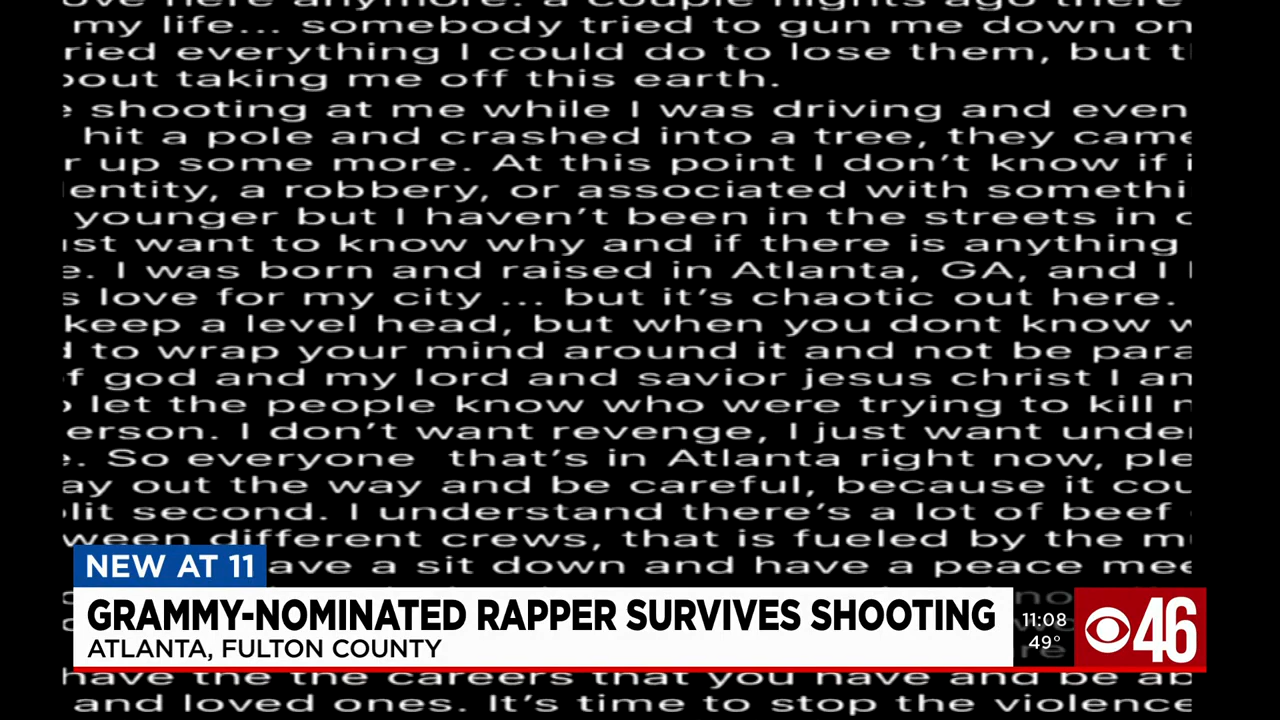 my life... somebody tried to gun me down on
ried everything I could do to lose them, but
bout taking me off this earth.
shooting at me while I was driving and even
hit a pole and crashed into a tree, they came
r up some more. At this point I don't know if
entity, a robbery, or associated with somethi
younger but I haven't been in the streets in
ust want to know why and if there is anything
e. I was born and raised in Atlanta, GA, and I
s love for my city ... but it's chaotic out here.
keep a level head, but when you dont know w
to wrap your mind around it and not be para
of god and my lord and savior jesus christ I am
let the people know who were trying to kill
erson. I don't want revenge, I just want under
e. So everyone that's in Atlanta right now, ple
ay out the way and be careful, because it cou
plit second. I understand there's a lot of beef
ween different crews, that is fueled by the mu
NEW AT 11
ave a sit down and have a peace mee
GRAMMY-NOMINATED RAPPER SURVIVES SHOOTING
ATLANTA, FULTON COUNTY
11:08
49°
46
have the the careers that you have and be ab
and loved ones. It's time to stop the violence